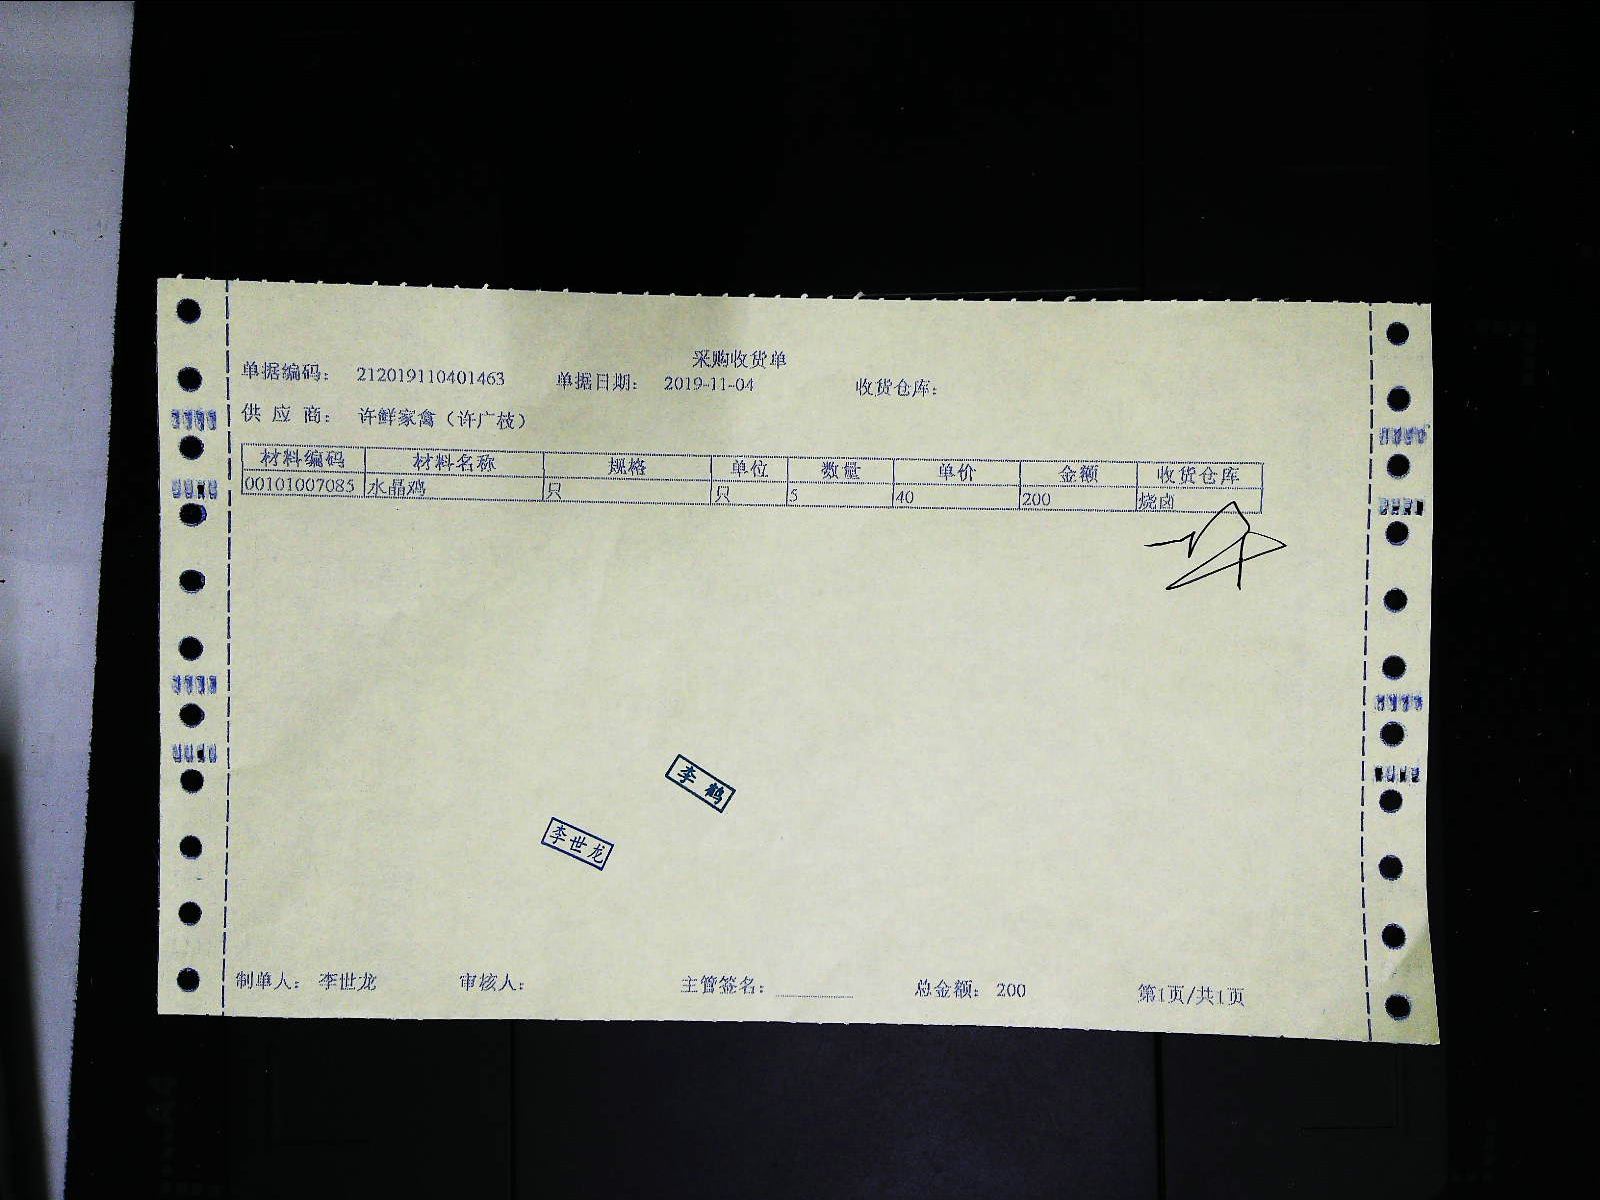 采购收货单
单据编码： 212019110401463 单据日期： 2019-11-04 收货仓库：
供 应 商： 许鲜家禽（许广枝）
材料编码 材料名称 规格 单位 数量 单价 金额 收货仓库
00101007085 水晶鸡 只 只 5 40 200 烧卤
李 鹤
李世龙
制单人： 李世龙 审核人： 主管签名： 总金额： 200 第1页/共1页